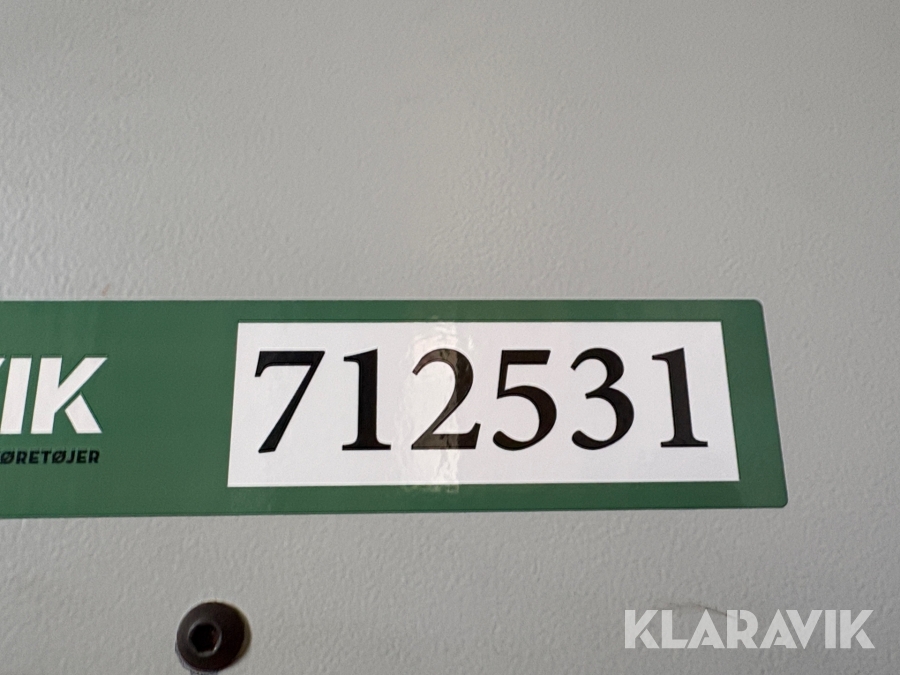 IK
ØRETØJER
712531
KLARAVIK